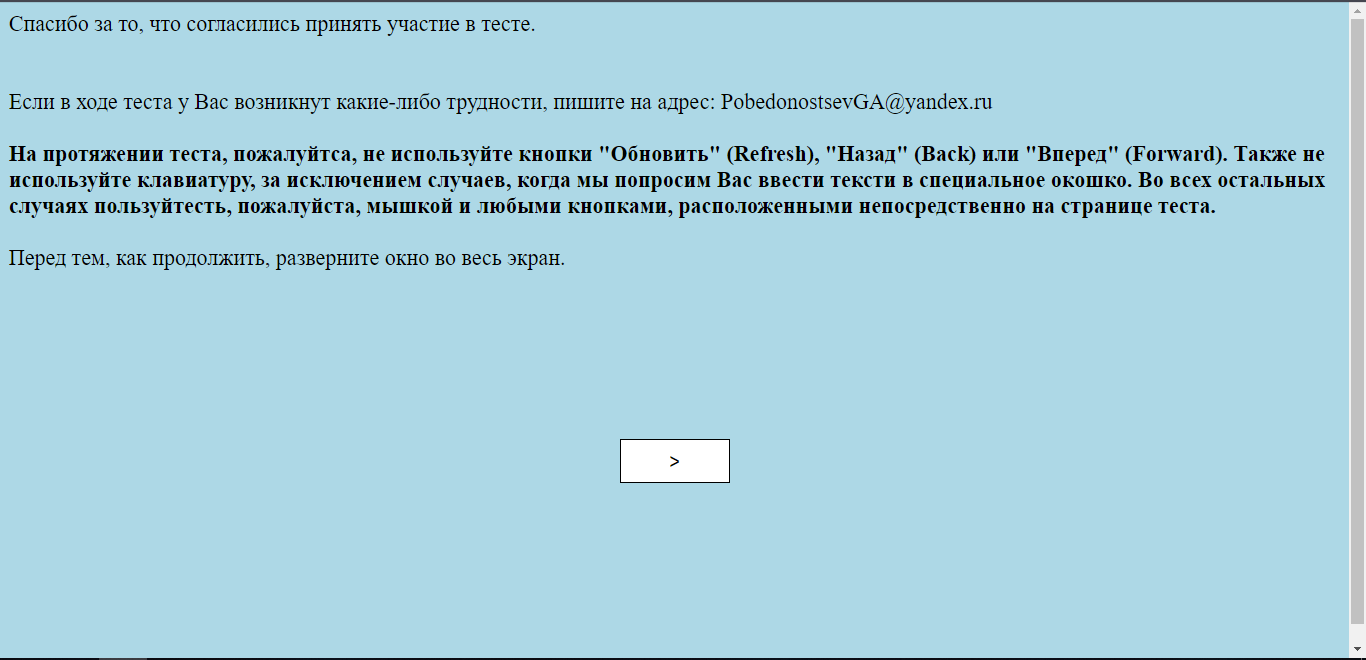 Спасибо за то, что согласились принять участие в тесте.
Если в ходе теста у Вас возникнут какие-либо трудности, пишите на адрес: PobedonostsevGA@yandex.ru
На протяжении теста, пожалуйтса, не используйте кнопки "Обновить" (Refresh), "Назад" (Back) или "Вперед" (Forward). Также не
используйте клавиатуру, за исключением случаев, когда мы попросим Вас ввести тексти в специальное окошко. Во всех остальных
случаях пользуйтесть, пожалуйста, мышкой и любыми кнопками, расположенными непосредственно на странице теста.
Перед тем, как продолжить, разверните окно во весь экран.
>